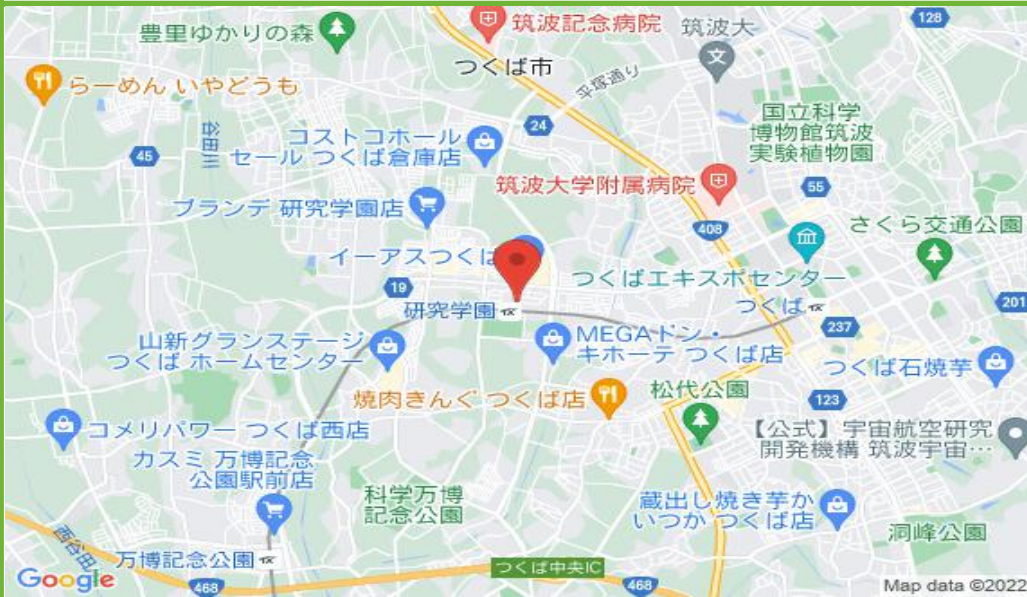 豊里ゆかりの森
筑波記念病院
筑波大
128
らーめん いやどうも
つくば市
平塚通り
谷田川
コストコホール
セール つくば倉庫店
24
国立科学
博物館筑波
実験植物園
45
筑波大学附属病院
55
ブランデ 研究学園店
408
さくら交通公園
イーアスつくば
つくばエキスポセンター
19
研究学園
つくば
201
237
山新グランステージ
つくば ホームセンター
MEGAドン・
キホーテ つくば店
つくば石焼芋
焼肉きんぐ つくば店
松代公園
123
コメリパワー つくば西店
【公式】宇宙航空研究
開発機構 筑波宇宙…
カスミ 万博記念
公園駅前店
科学万博
記念公園
蔵出し焼き芋か
いつか つくば店
洞峰公園
西谷田
万博記念公園
つくば中央IC
Google
468
468
Map data ©2022